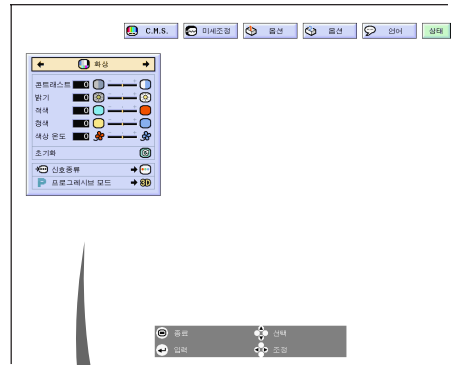 C.M.S. 미세조정 옵션 옵션 언어 상태
화상
콘트래스트 0
밝기 0
적색 0
청색 0
색상 온도 0
초기화
신호종류
P 프로그레시브 모드 3D
종료 선택
입력 조정